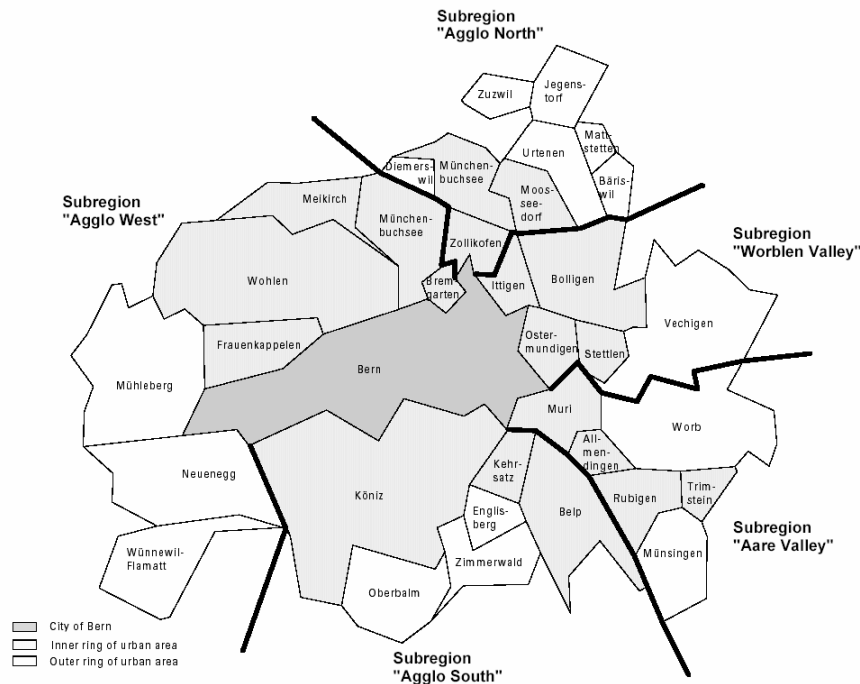 Subregion
"Agglo North"
Zuzwil
Jegens-
torf
Matt-
stetten
Urtenen
Diemers-
wil
München-
buchsee
Bäris-
wil
Moos-
see-
dorf
Subregion
"Agglo West"
Meikirch
München-
buchsee
Zollikofen
Subregion
"Worblen Valley"
Wohlen
Brem-
garten
Ittigen
Bolligen
Vechigen
Frauenkappelen
Oster-
mundigen
Stettlen
Bern
Mühleberg
Muri
Worb
All-
mendingen
Neuenegg
Köniz
Kehr-
satz
Rubigen
Trim-
stein
Englis-
berg
Belp
Subregion
"Aare Valley"
Wünnewil-
Flamatt
Zimmerwald
Münsingen
Oberbalm
City of Bern
Inner ring of urban area
Outer ring of urban area
Subregion
"Agglo South"